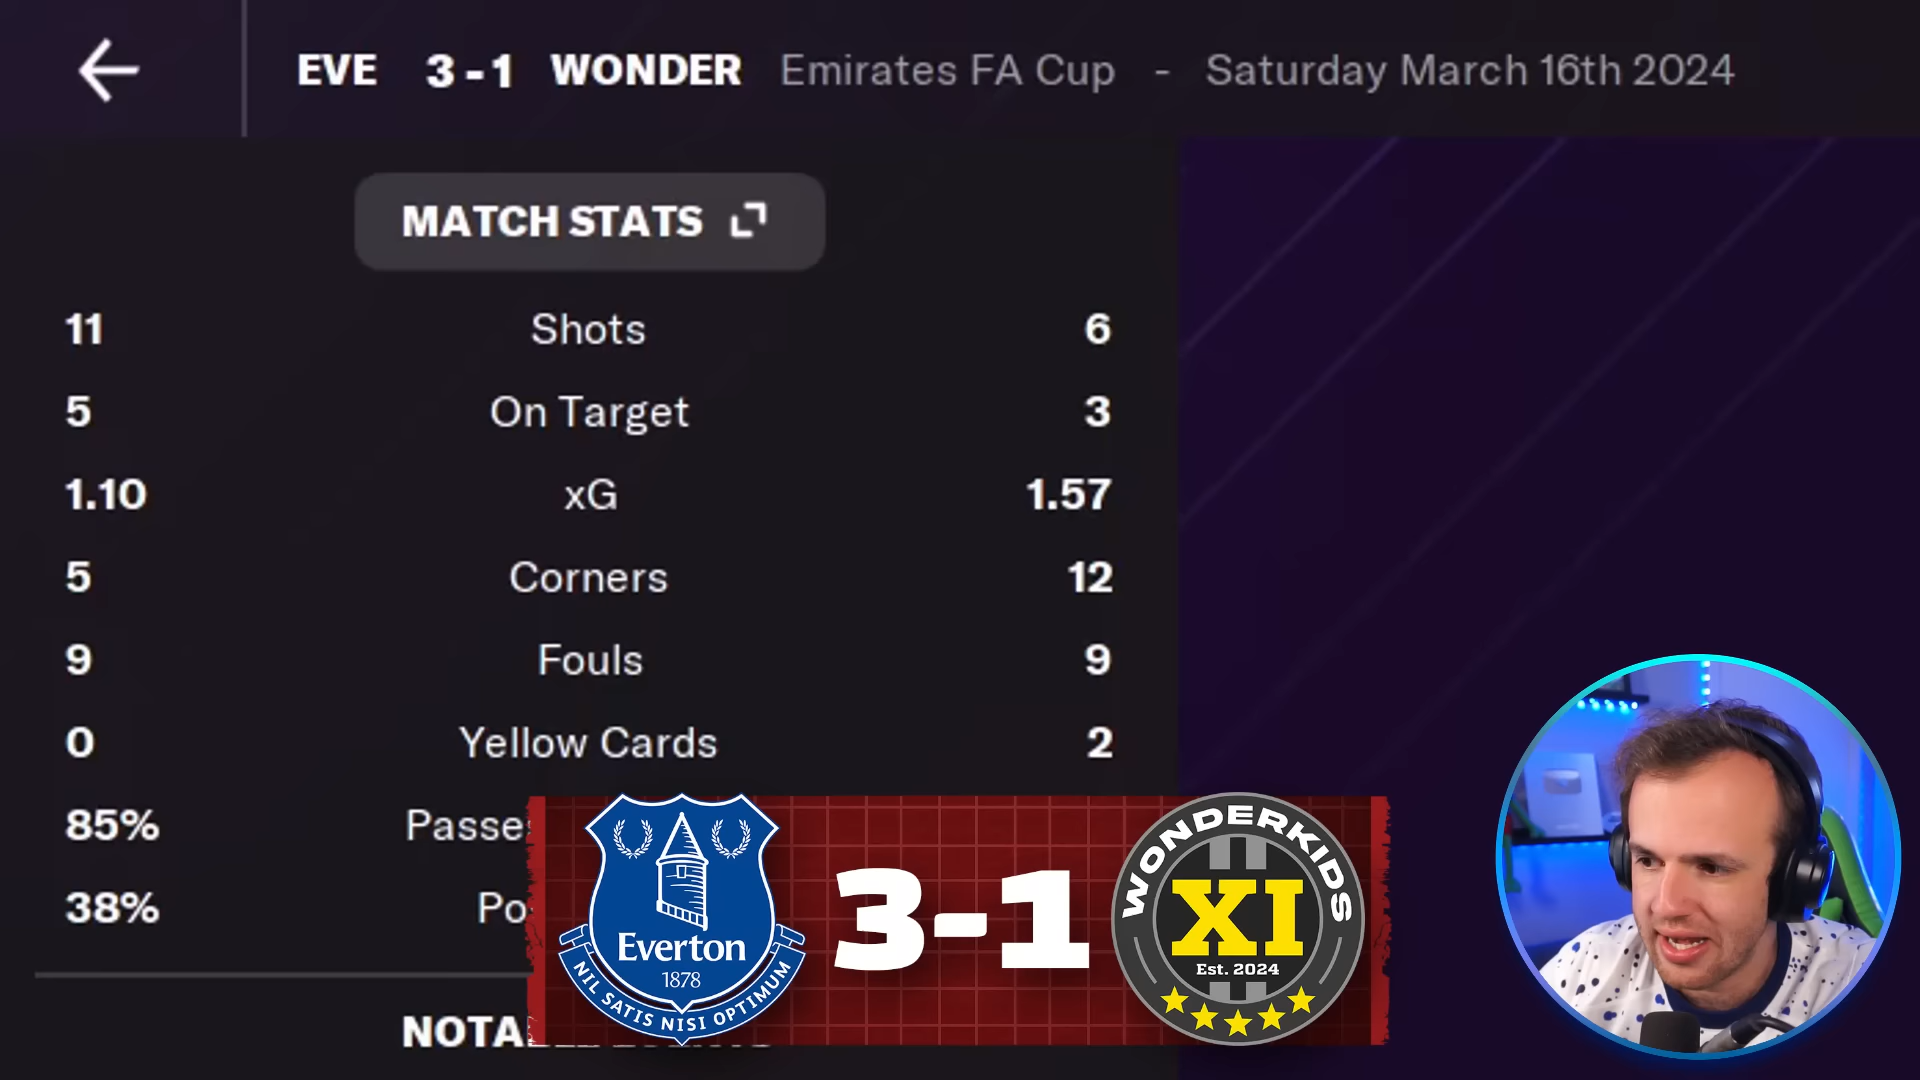 EVE 3 - 1 WONDER Emirates FA Cup - Saturday March 16th 2024
MATCH STATS
11 Shots 6
5 On Target 3
1.10 xG 1.57
5 Corners 12
9 Fouls 9
0 Yellow Cards 2
85% Passe
38% Po
NOTA
Everton
1878
NIL SATIS NISI OPTIMUM
3-1
WONDERKIDS
XI
Est. 2024